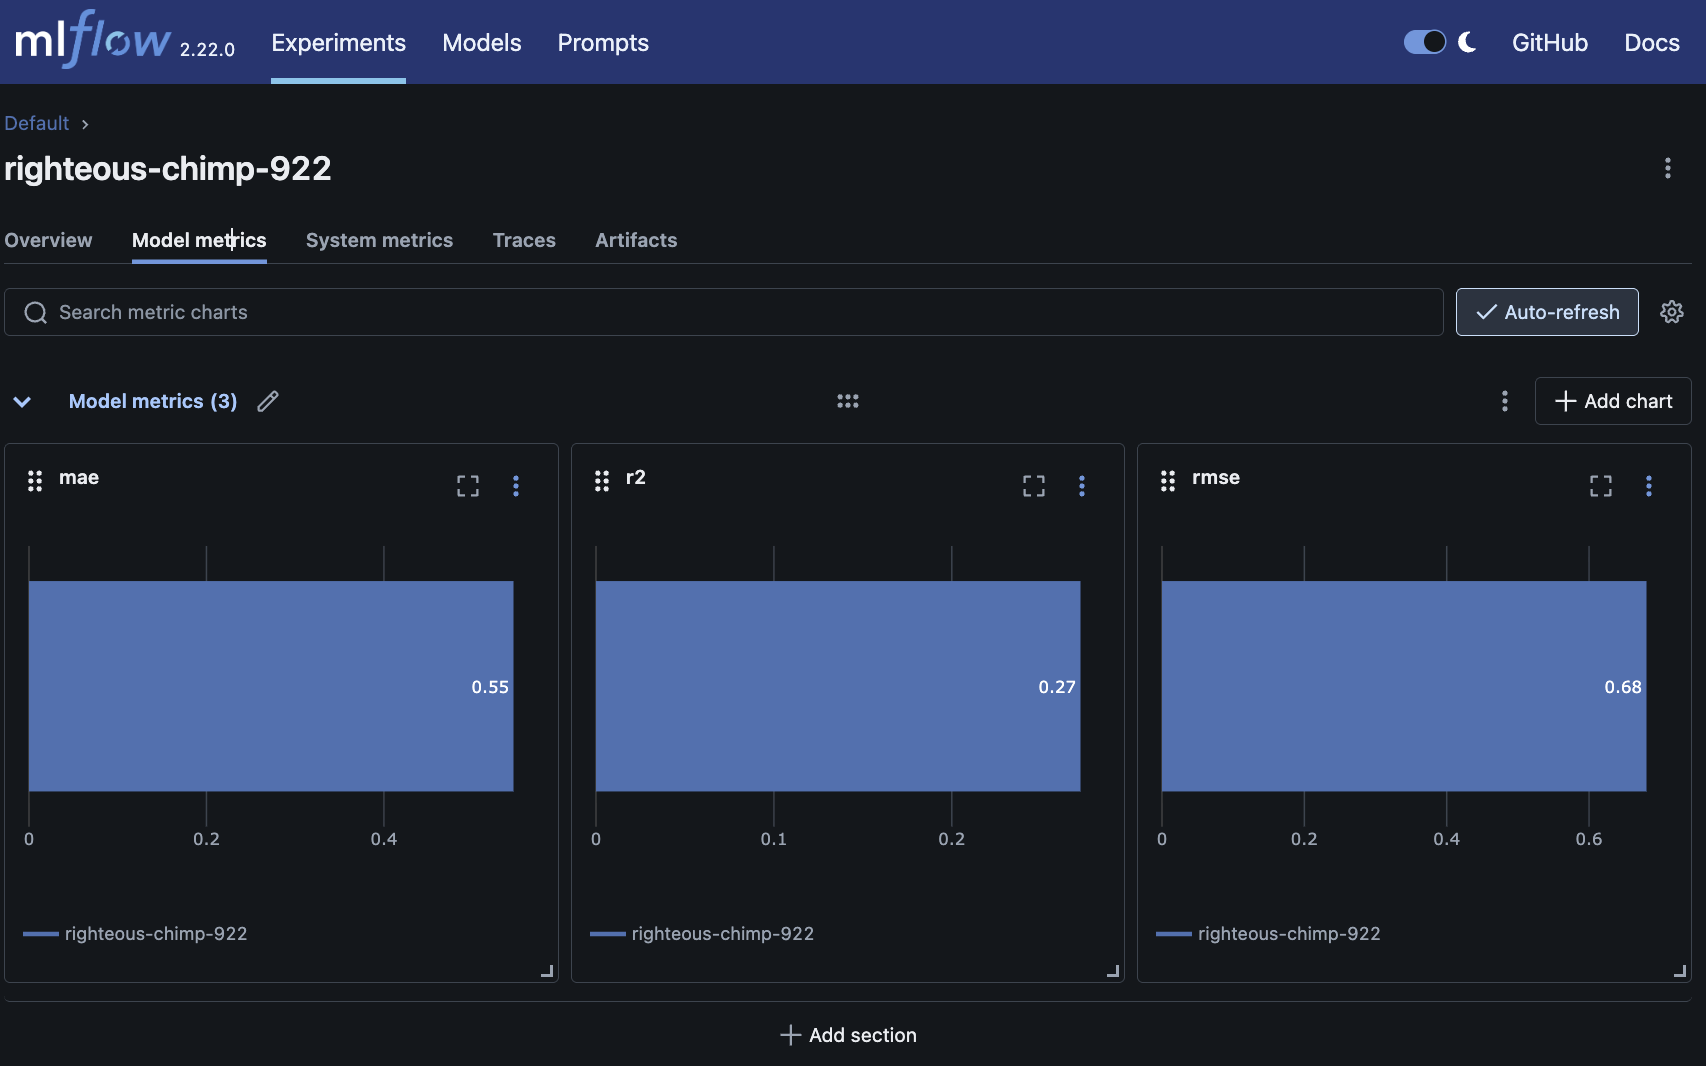 mlflow 2.22.0 Experiments Models Prompts GitHub Docs
Default
righteous-chimp-922
Overview Model metrics System metrics Traces Artifacts
Search metric charts Auto-refresh
Model metrics (3) Add chart
mae
0.55
0 0.2 0.4
righteous-chimp-922
r2
0.27
0 0.1 0.2
righteous-chimp-922
rmse
0.68
0 0.2 0.4 0.6
righteous-chimp-922
Add section